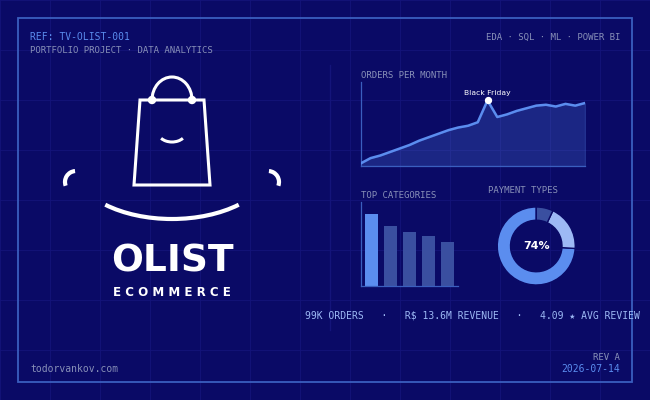 REF: TV-OLIST-001
PORTFOLIO PROJECT · DATA ANALYTICS
EDA · SQL · ML · POWER BI
ORDERS PER MONTH
Black Friday
TOP CATEGORIES
PAYMENT TYPES
74%
OLIST
ECOMMERCE
99K ORDERS · R$ 13.6M REVENUE · 4.09 ★ AVG REVIEW
todorvankov.com
REV A
2026-07-14